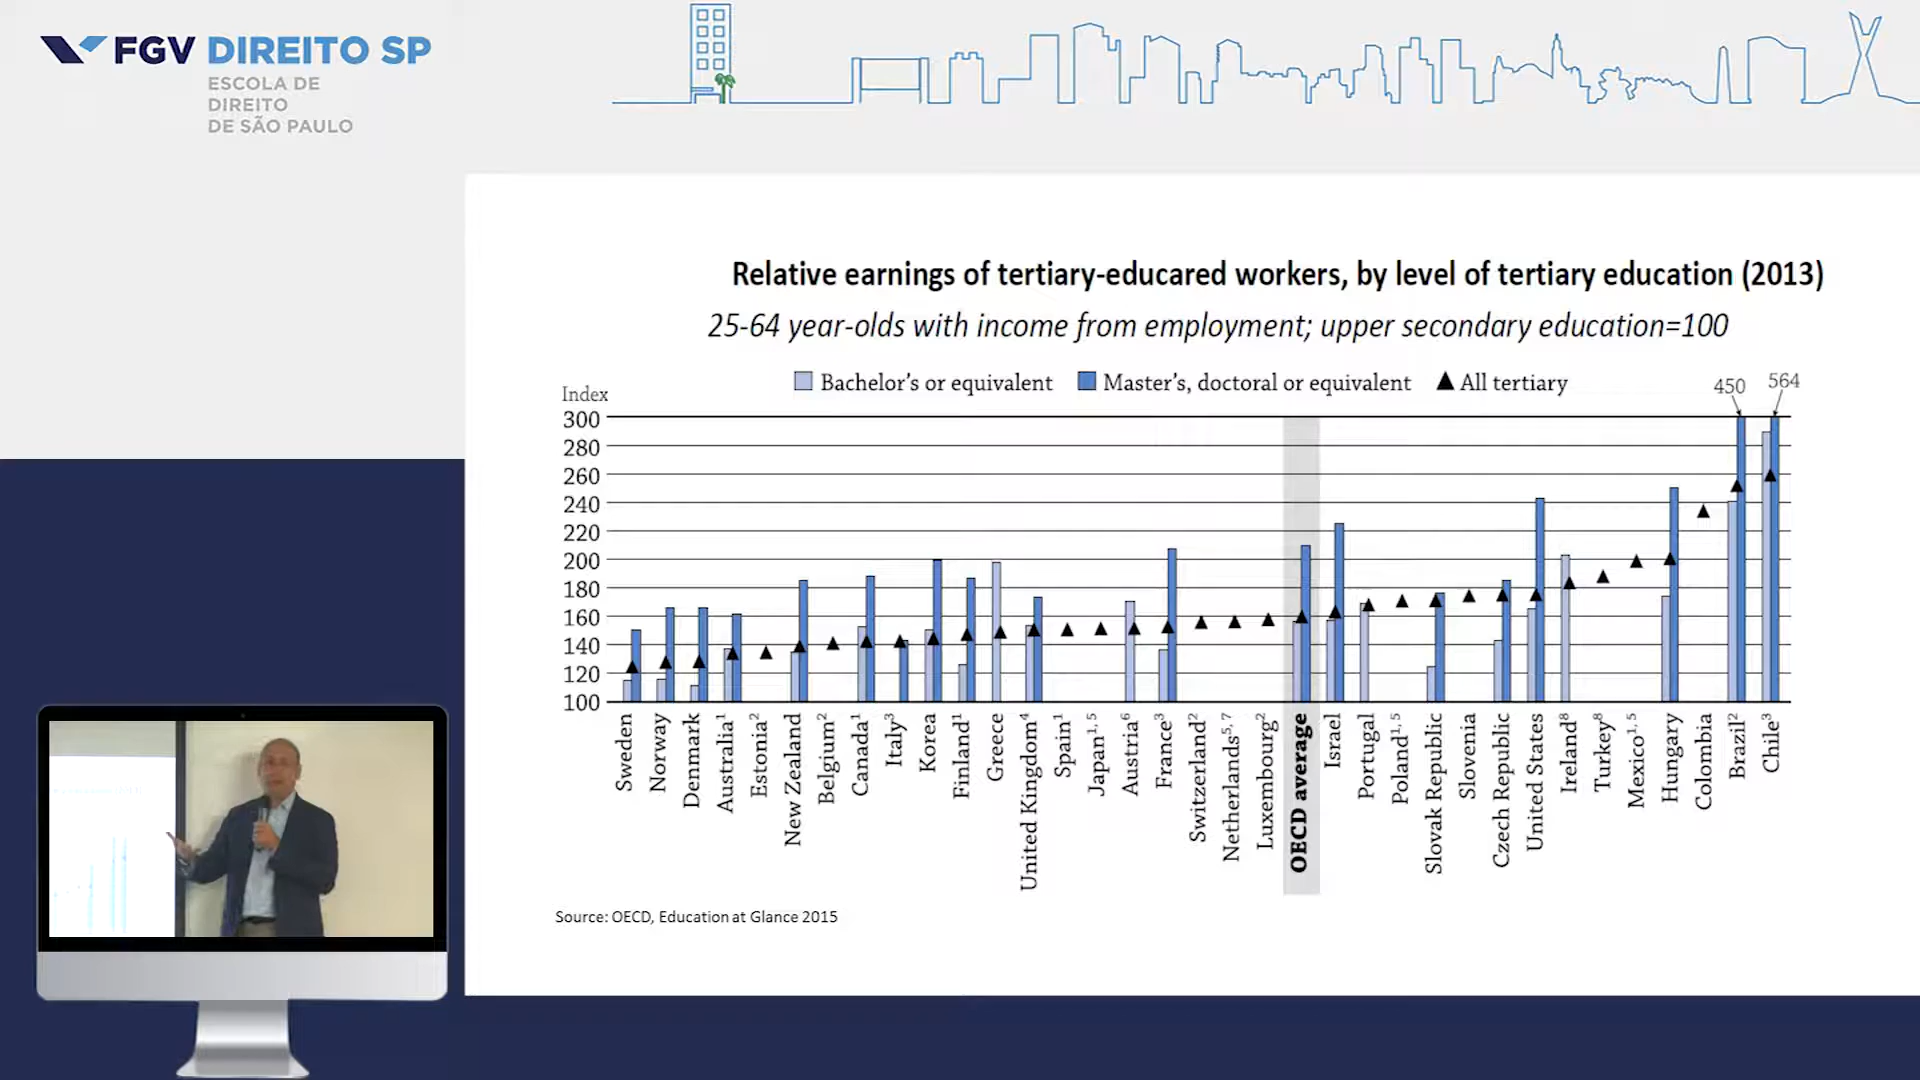 FGV DIREITO SP
ESCOLA DE
DIREITO
DE SÃO PAULO
Relative earnings of tertiary-educared workers, by level of tertiary education (2013)
25-64 year-olds with income from employment; upper secondary education=100
Bachelor's or equivalent Master's, doctoral or equivalent All tertiary
450 564
Index
300
280
260
240
220
200
180
160
140
120
100
Sweden
Norway
Denmark
Australia¹
Estonia²
New Zealand
Belgium²
Canada¹
Italy³
Korea
Finland¹
Greece
United Kingdom⁴
Spain¹
Japan¹·⁵
Austria⁶
France³
Switzerland²
Netherlands⁵·⁷
Luxembourg²
OECD average
Israel
Portugal
Poland¹·⁵
Slovak Republic
Slovenia
Czech Republic
United States
Ireland⁸
Turkey⁸
Mexico¹·⁵
Hungary
Colombia
Brazil²
Chile³
Source: OECD, Education at Glance 2015